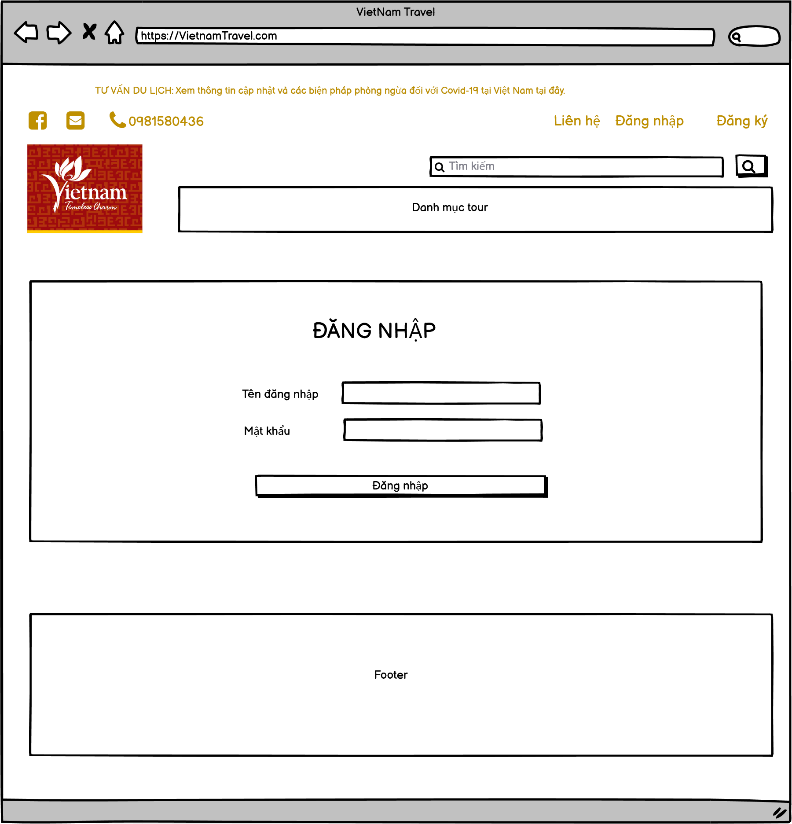 VietNam Travel
https://VietnamTravel.com
TƯ VẤN DU LỊCH: Xem thông tin cập nhật và các biện pháp phòng ngừa đối với Covid-19 tại Việt Nam tại đây.
0981580436
Liên hệ Đăng nhập Đăng ký
Vietnam
Timeless Charm
Tìm kiếm
Danh mục tour
ĐĂNG NHẬP
Tên đăng nhập
Mật khẩu
Đăng nhập
Footer